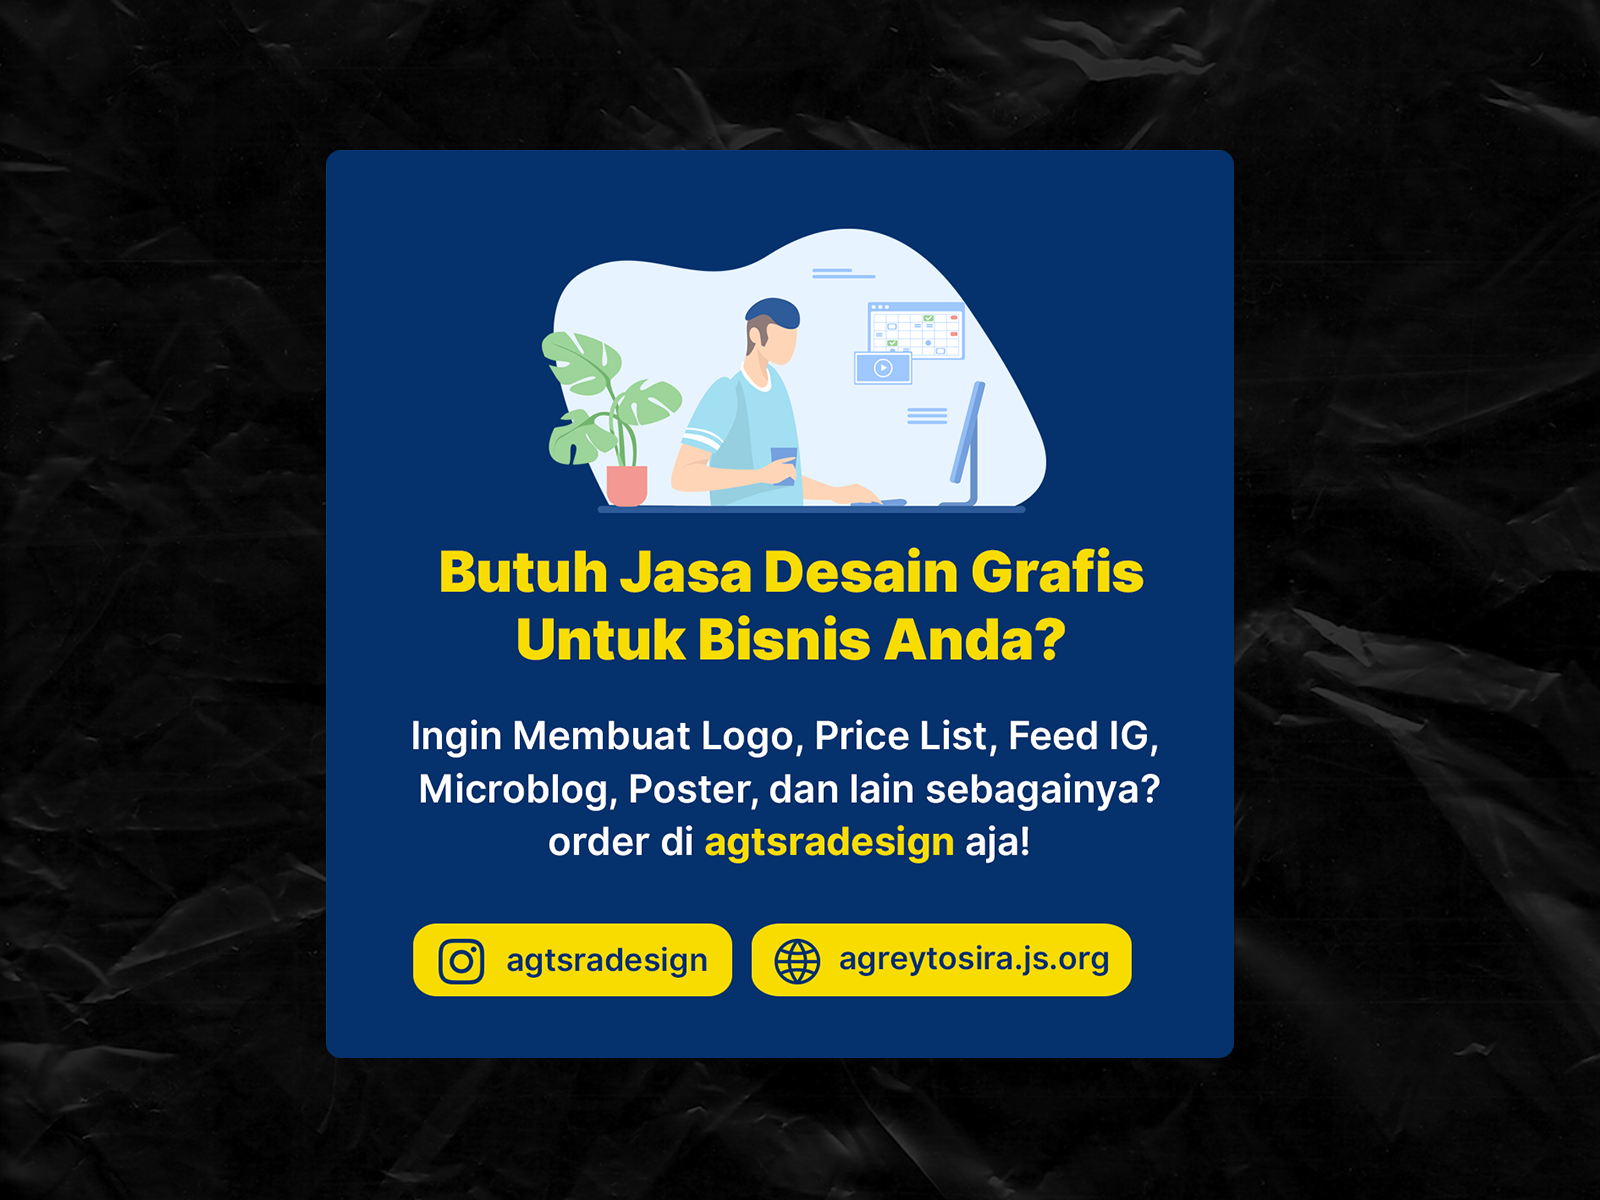 Butuh Jasa Desain Grafis
Untuk Bisnis Anda?
Ingin Membuat Logo, Price List, Feed IG,
Microblog, Poster, dan lain sebagainya?
order di agtsradesign aja!
agtsradesign
agreytosira.js.org